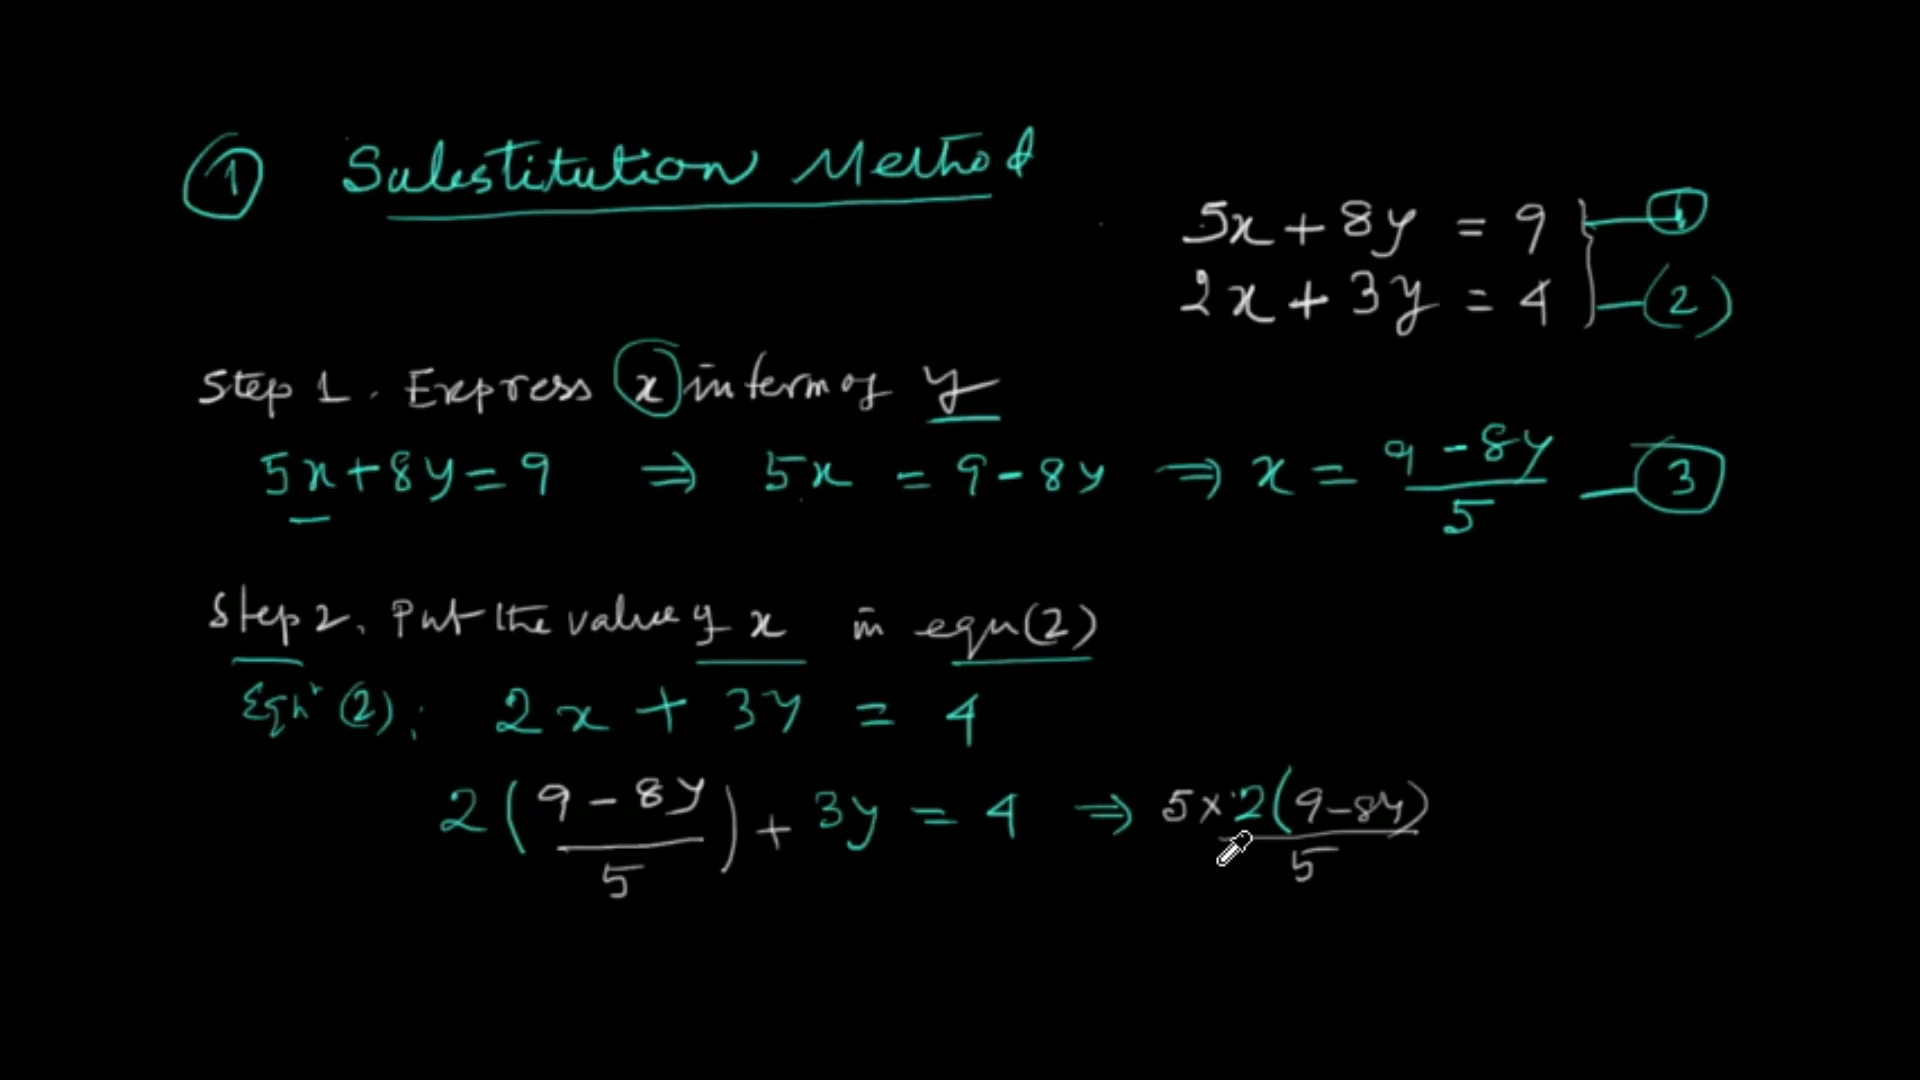 ① Substitution Method
5x + 8y = 9 — ①
2x + 3y = 4 — (2)
Step 1. Express x in term of y
5x + 8y = 9 ⇒ 5x = 9 - 8y ⇒ x = (9 - 8y)/5 — ③
Step 2. Put the value of x in equn(2)
Eqnʳ (2): 2x + 3y = 4
2((9 - 8y)/5) + 3y = 4 ⇒ 5 × 2(9 - 8y)/5